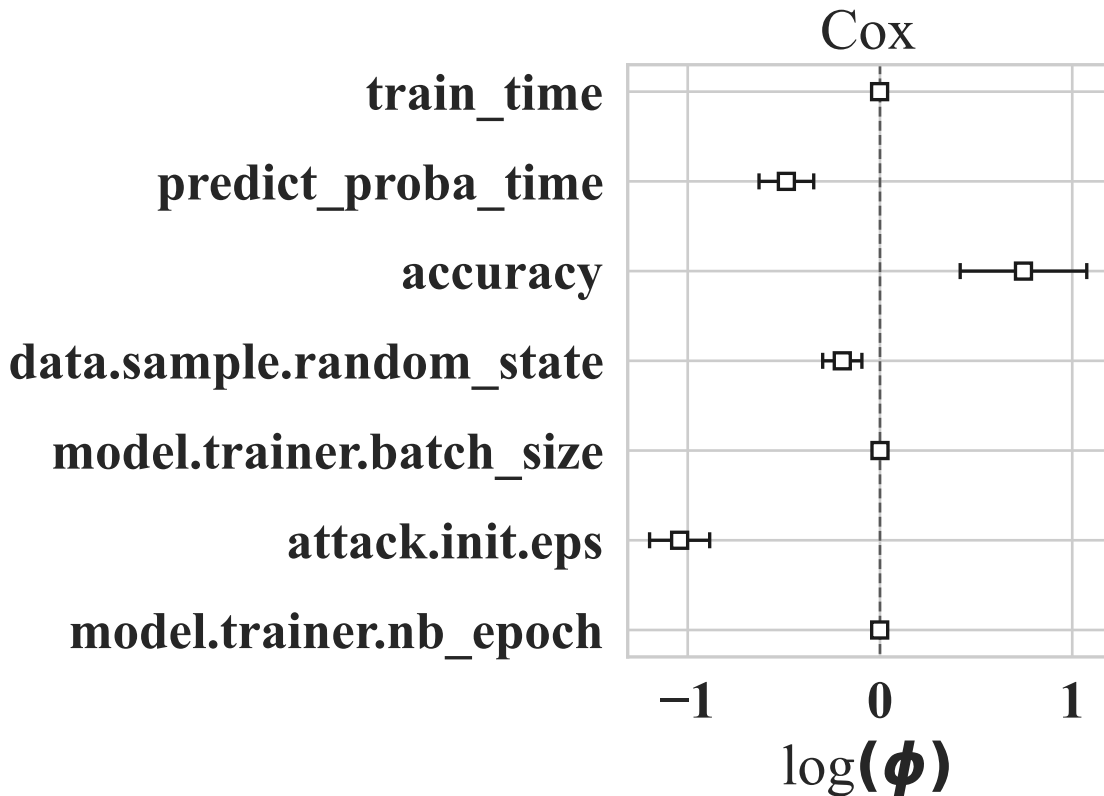 Cox
train_time
predict_proba_time
accuracy
data.sample.random_state
model.trainer.batch_size
attack.init.eps
model.trainer.nb_epoch
−1 0 1
log(ϕ)